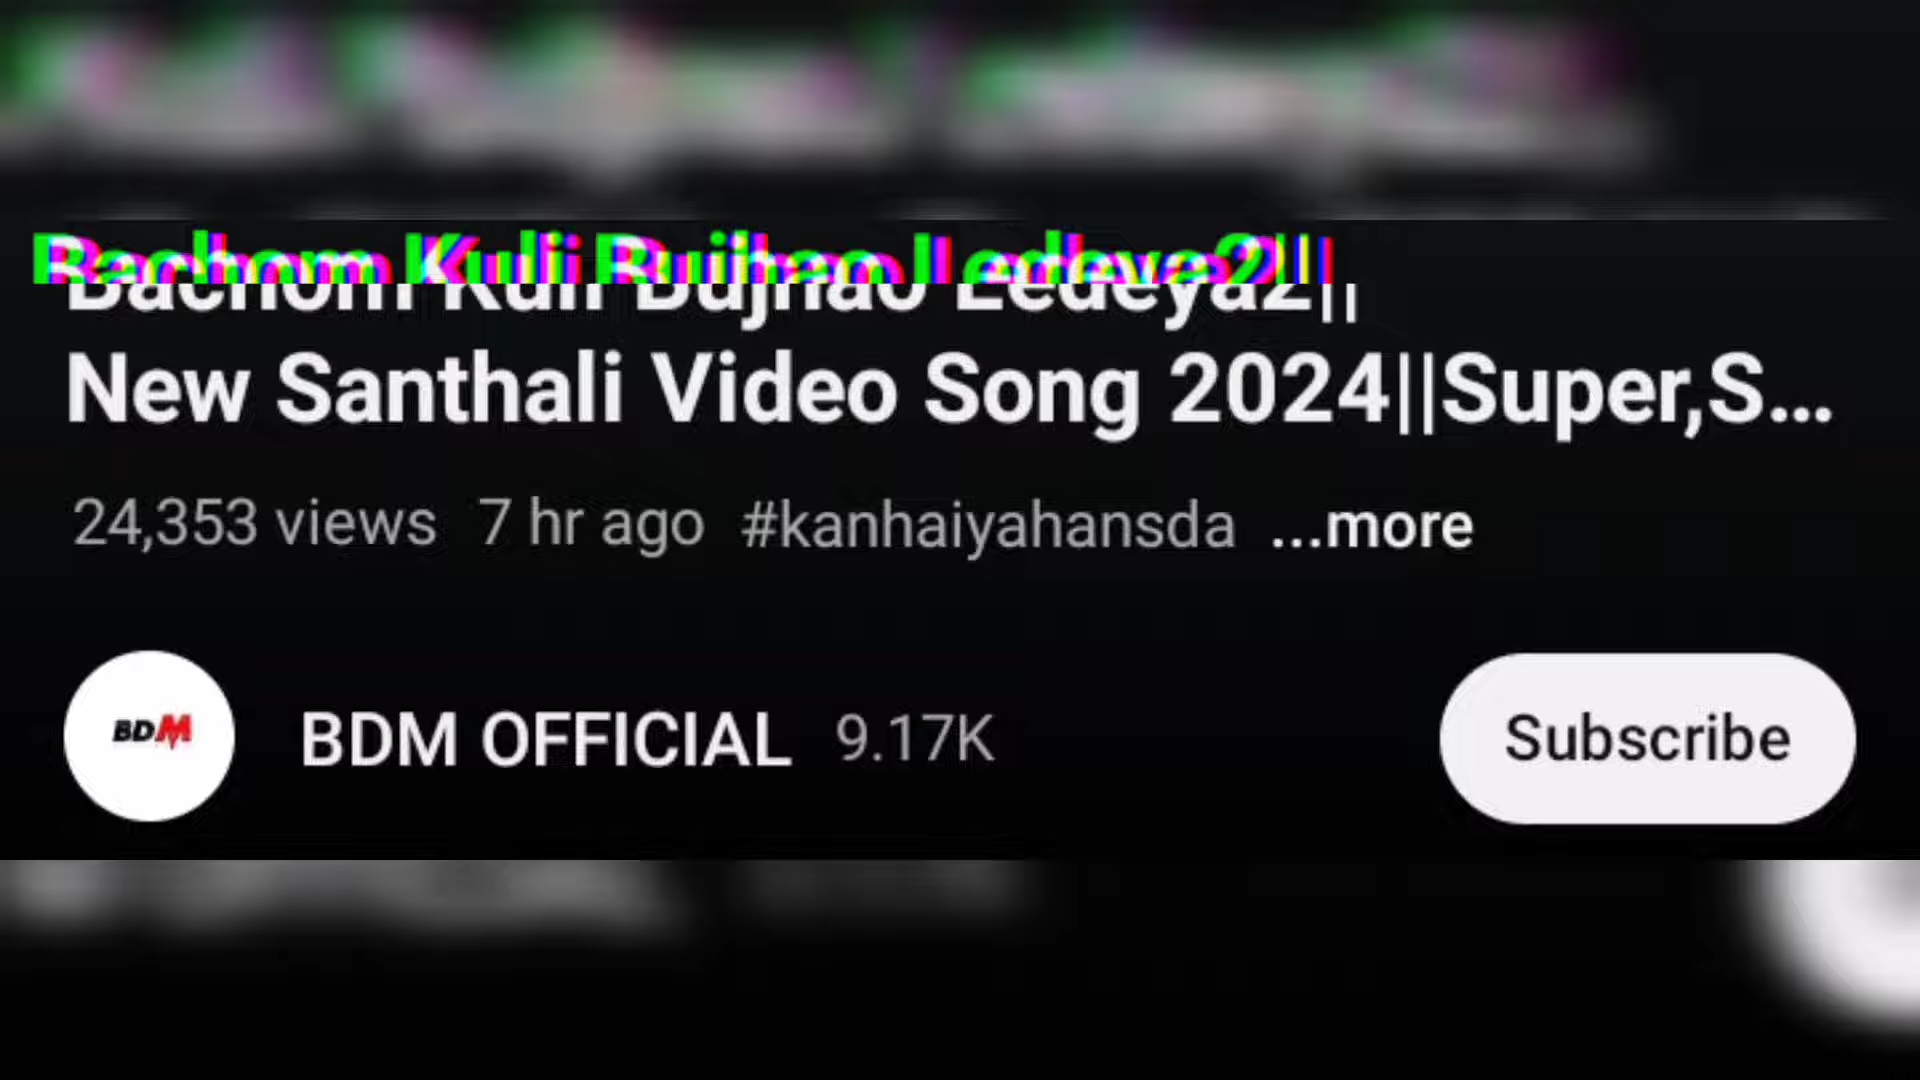 Bachom Kuli Bujhao Ledeya2||
New Santhali Video Song 2024||Super,S...
24,353 views 7 hr ago #kanhaiyahansda ...more
BDM
BDM OFFICIAL 9.17K
Subscribe